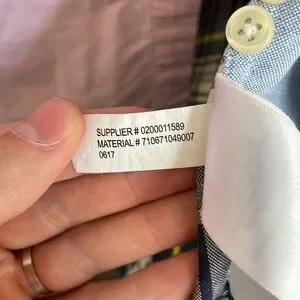 SUPPLIER # 0200011589
MATERIAL # 710671049007
0617